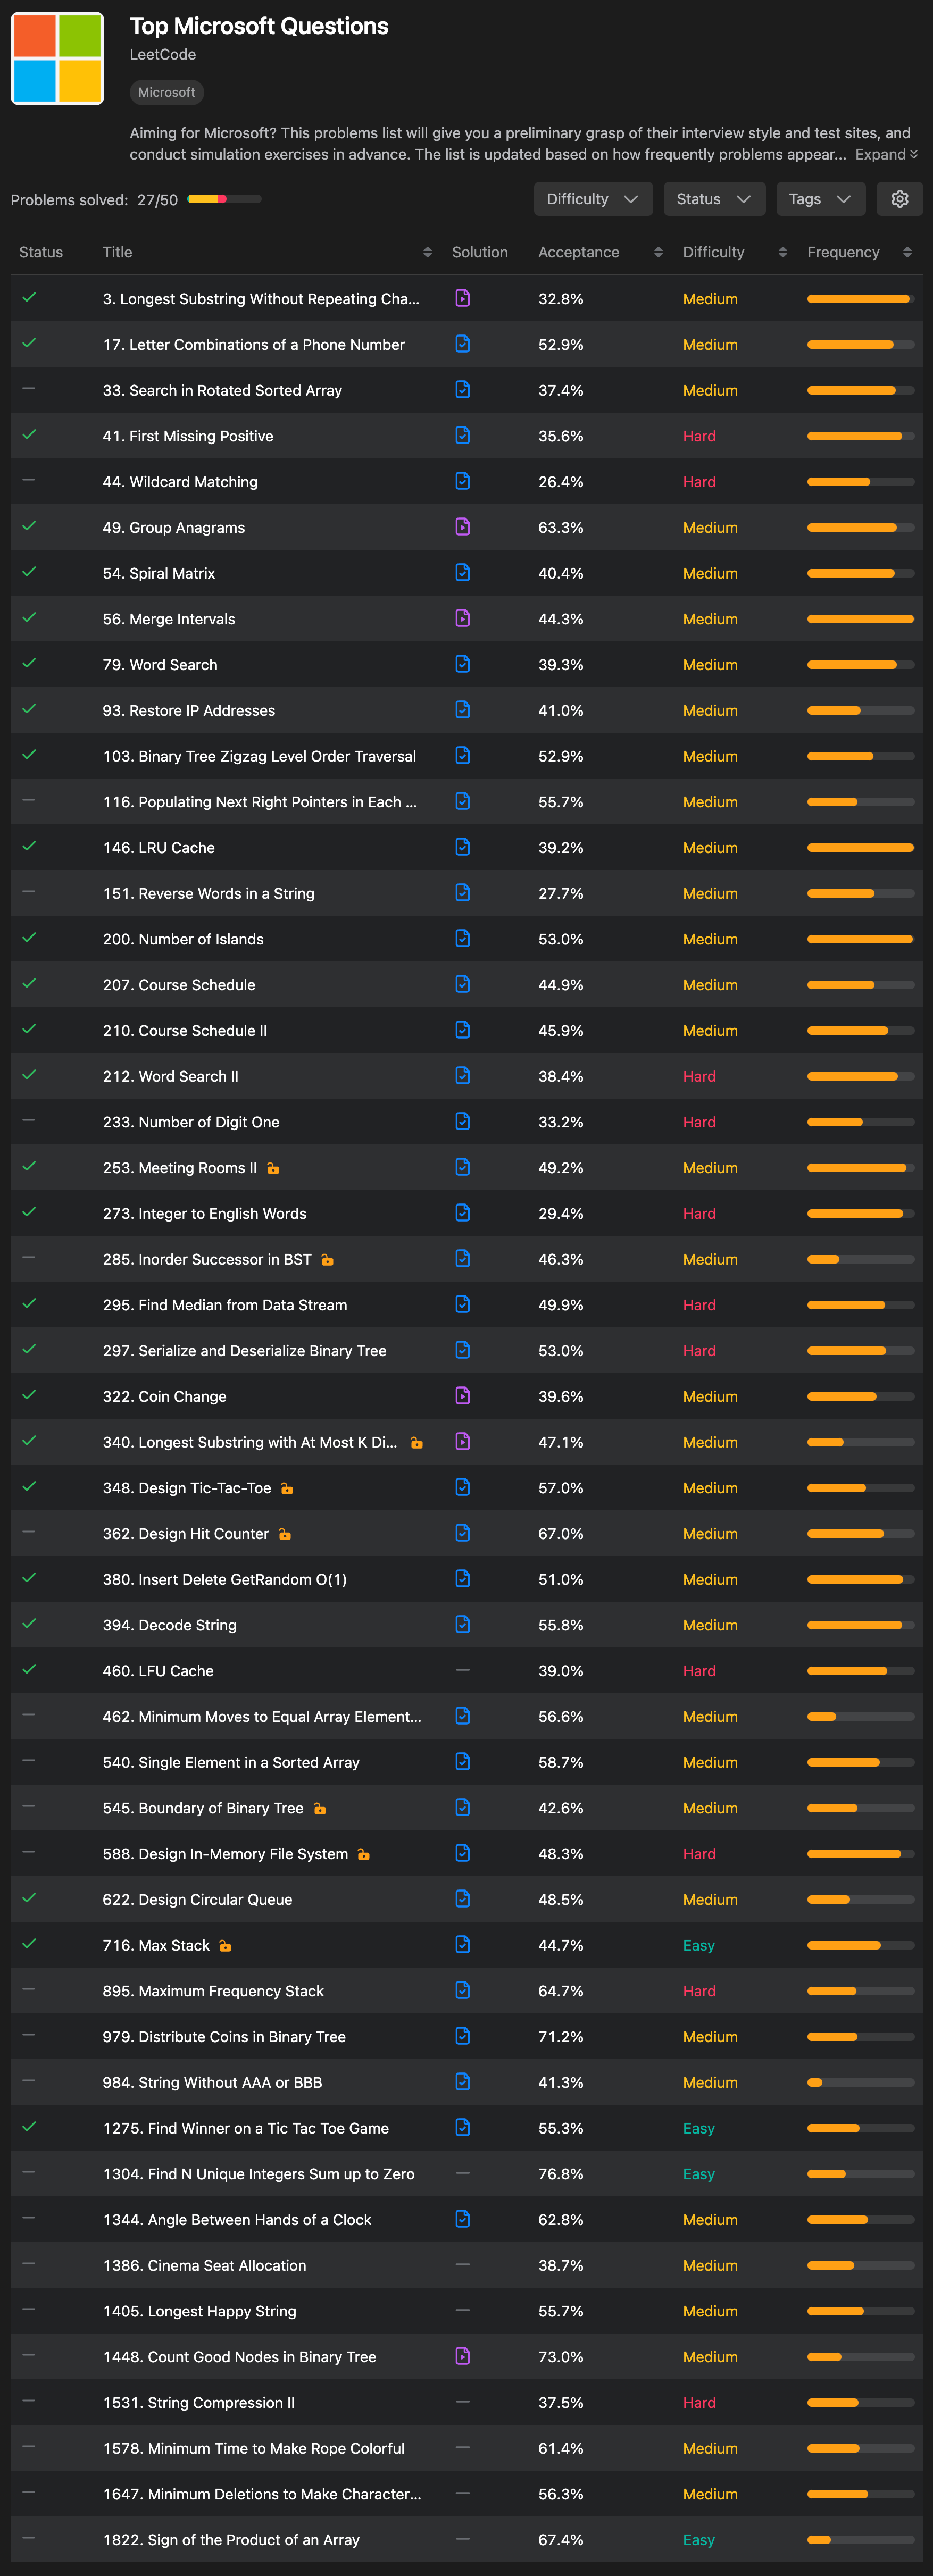 Top Microsoft Questions
LeetCode
Microsoft
Aiming for Microsoft? This problems list will give you a preliminary grasp of their interview style and test sites, and
conduct simulation exercises in advance. The list is updated based on how frequently problems appear... Expand
Problems solved: 27/50 Difficulty Status Tags
Status Title Solution Acceptance Difficulty Frequency
3. Longest Substring Without Repeating Cha... 32.8% Medium
17. Letter Combinations of a Phone Number 52.9% Medium
33. Search in Rotated Sorted Array 37.4% Medium
41. First Missing Positive 35.6% Hard
44. Wildcard Matching 26.4% Hard
49. Group Anagrams 63.3% Medium
54. Spiral Matrix 40.4% Medium
56. Merge Intervals 44.3% Medium
79. Word Search 39.3% Medium
93. Restore IP Addresses 41.0% Medium
103. Binary Tree Zigzag Level Order Traversal 52.9% Medium
116. Populating Next Right Pointers in Each ... 55.7% Medium
146. LRU Cache 39.2% Medium
151. Reverse Words in a String 27.7% Medium
200. Number of Islands 53.0% Medium
207. Course Schedule 44.9% Medium
210. Course Schedule II 45.9% Medium
212. Word Search II 38.4% Hard
233. Number of Digit One 33.2% Hard
253. Meeting Rooms II 49.2% Medium
273. Integer to English Words 29.4% Hard
285. Inorder Successor in BST 46.3% Medium
295. Find Median from Data Stream 49.9% Hard
297. Serialize and Deserialize Binary Tree 53.0% Hard
322. Coin Change 39.6% Medium
340. Longest Substring with At Most K Di... 47.1% Medium
348. Design Tic-Tac-Toe 57.0% Medium
362. Design Hit Counter 67.0% Medium
380. Insert Delete GetRandom O(1) 51.0% Medium
394. Decode String 55.8% Medium
460. LFU Cache 39.0% Hard
462. Minimum Moves to Equal Array Element... 56.6% Medium
540. Single Element in a Sorted Array 58.7% Medium
545. Boundary of Binary Tree 42.6% Medium
588. Design In-Memory File System 48.3% Hard
622. Design Circular Queue 48.5% Medium
716. Max Stack 44.7% Easy
895. Maximum Frequency Stack 64.7% Hard
979. Distribute Coins in Binary Tree 71.2% Medium
984. String Without AAA or BBB 41.3% Medium
1275. Find Winner on a Tic Tac Toe Game 55.3% Easy
1304. Find N Unique Integers Sum up to Zero 76.8% Easy
1344. Angle Between Hands of a Clock 62.8% Medium
1386. Cinema Seat Allocation 38.7% Medium
1405. Longest Happy String 55.7% Medium
1448. Count Good Nodes in Binary Tree 73.0% Medium
1531. String Compression II 37.5% Hard
1578. Minimum Time to Make Rope Colorful 61.4% Medium
1647. Minimum Deletions to Make Character... 56.3% Medium
1822. Sign of the Product of an Array 67.4% Easy